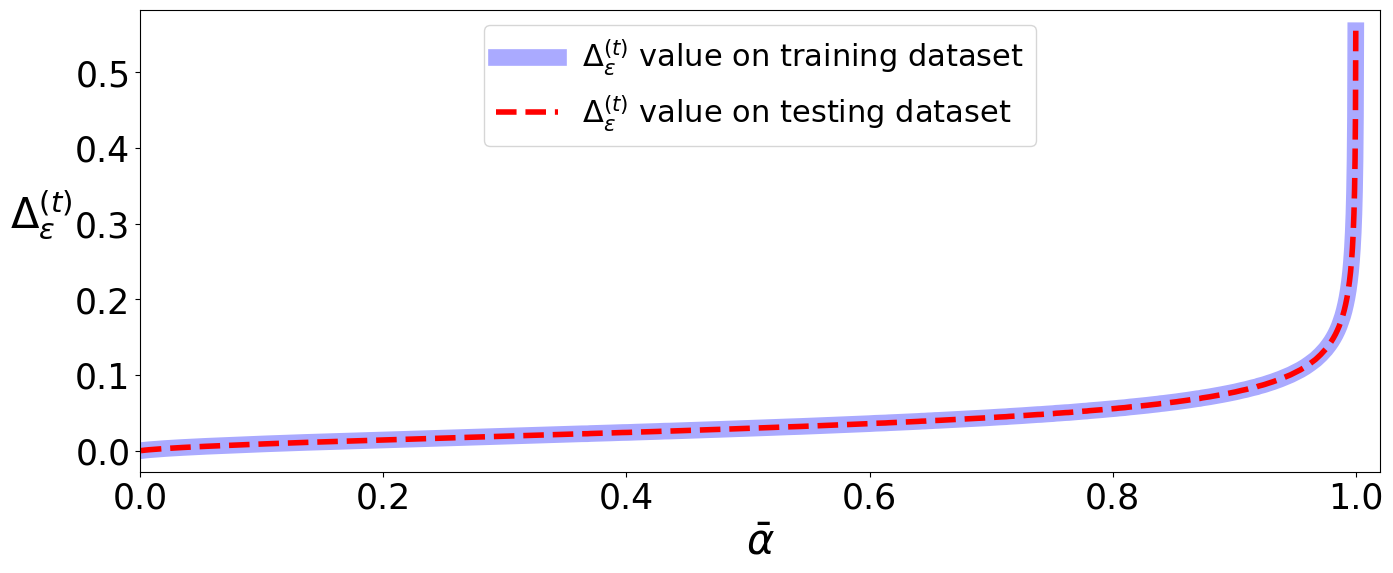 Δ_ε^(t) value on training dataset
Δ_ε^(t) value on testing dataset
0.5
0.4
0.3
0.2
0.1
0.0
Δ_ε^(t)
0.0 0.2 0.4 0.6 0.8 1.0
ᾱ